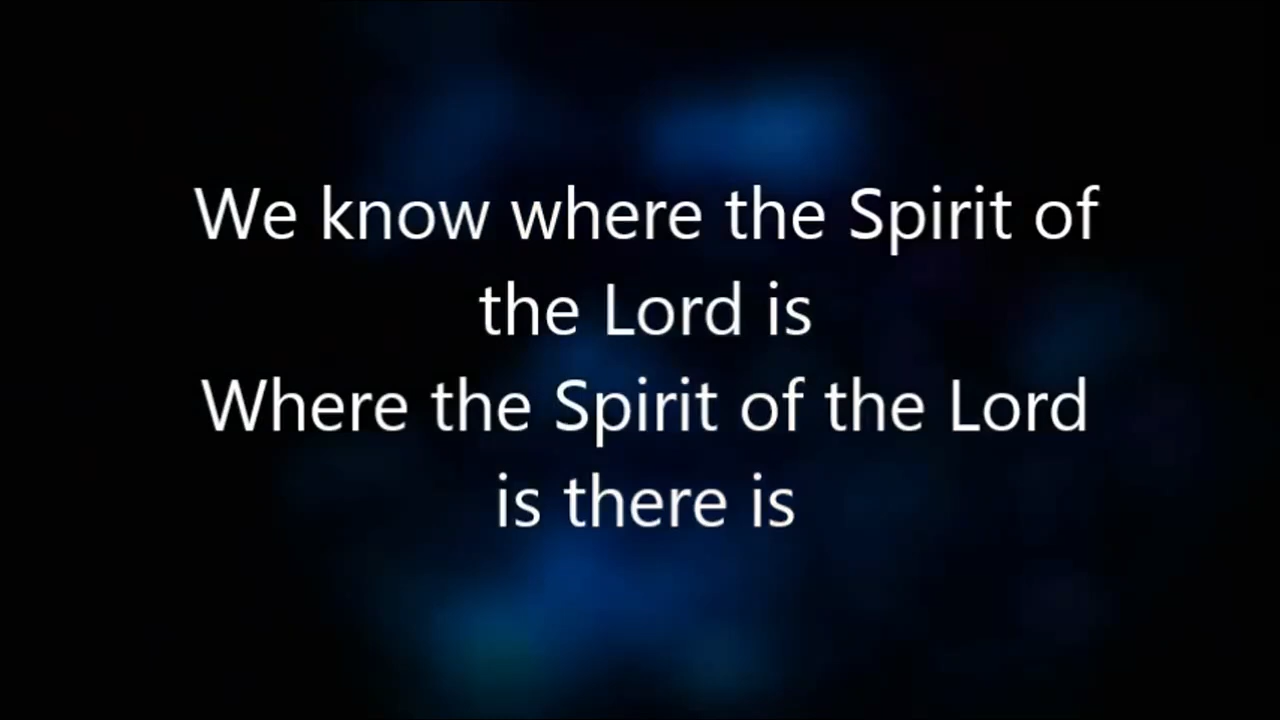 We know where the Spirit of
the Lord is
Where the Spirit of the Lord
is there is